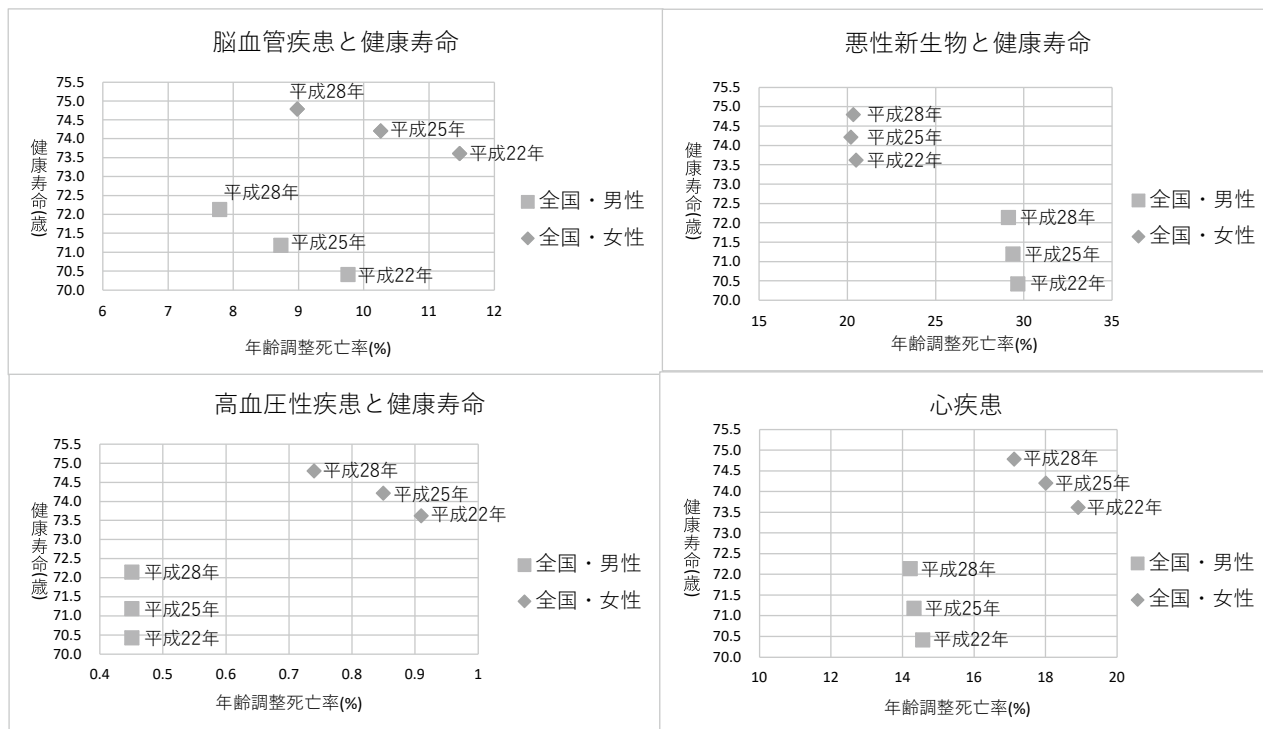 脳血管疾患と健康寿命
健康寿命(歳)
75.5
75.0
74.5
74.0
73.5
73.0
72.5
72.0
71.5
71.0
70.5
70.0
平成28年
平成25年
平成22年
平成28年
平成25年
平成22年
6 7 8 9 10 11 12
年齢調整死亡率(%)
全国・男性
全国・女性
悪性新生物と健康寿命
健康寿命(歳)
75.5
75.0
74.5
74.0
73.5
73.0
72.5
72.0
71.5
71.0
70.5
70.0
平成28年
平成25年
平成22年
平成28年
平成25年
平成22年
15 20 25 30 35
年齢調整死亡率(%)
全国・男性
全国・女性
高血圧性疾患と健康寿命
健康寿命(歳)
75.5
75.0
74.5
74.0
73.5
73.0
72.5
72.0
71.5
71.0
70.5
70.0
平成28年
平成25年
平成22年
平成28年
平成25年
平成22年
0.4 0.5 0.6 0.7 0.8 0.9 1
年齢調整死亡率(%)
全国・男性
全国・女性
心疾患
健康寿命(歳)
75.5
75.0
74.5
74.0
73.5
73.0
72.5
72.0
71.5
71.0
70.5
70.0
平成28年
平成25年
平成22年
平成28年
平成25年
平成22年
10 12 14 16 18 20
年齢調整死亡率(%)
全国・男性
全国・女性